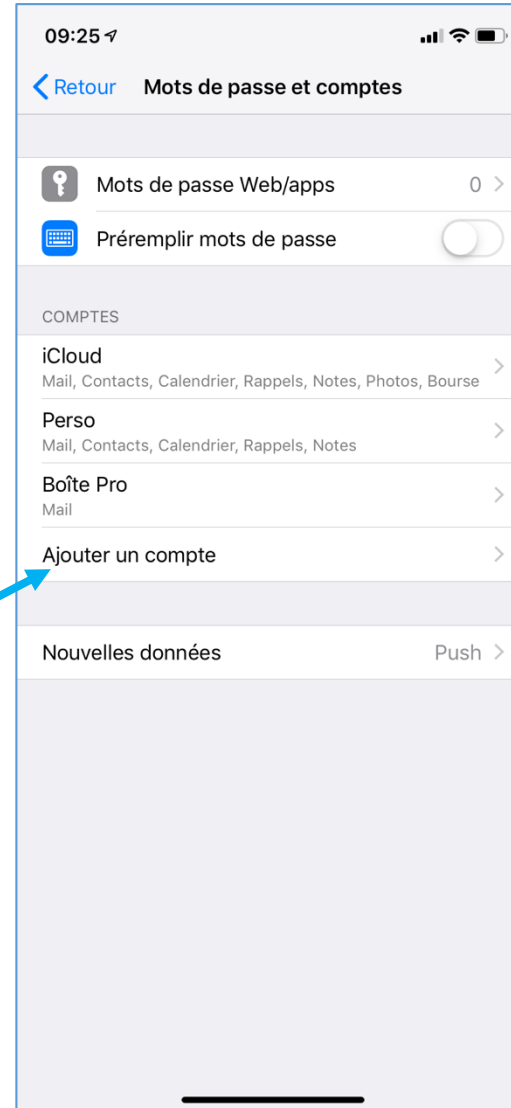 09:25
Retour Mots de passe et comptes
Mots de passe Web/apps 0
Préremplir mots de passe
COMPTES
iCloud
Mail, Contacts, Calendrier, Rappels, Notes, Photos, Bourse
Perso
Mail, Contacts, Calendrier, Rappels, Notes
Boîte Pro
Mail
Ajouter un compte
Nouvelles données Push